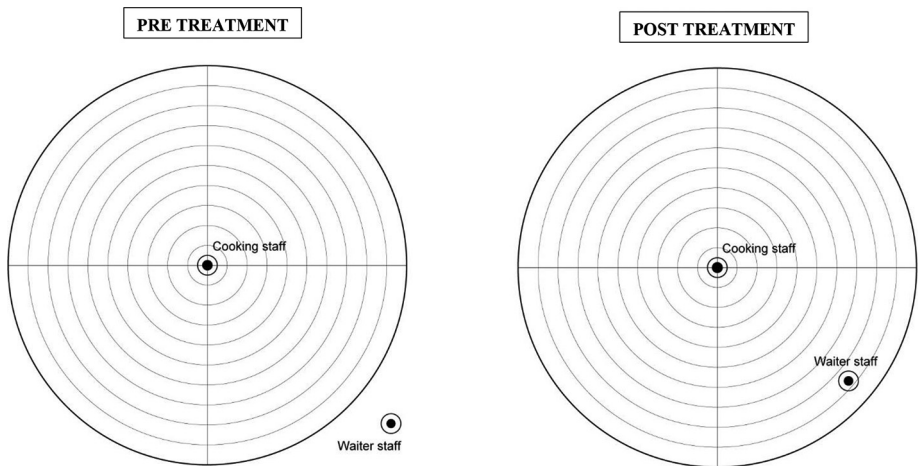 PRE TREATMENT
POST TREATMENT
Cooking staff
Waiter staff
Cooking staff
Waiter staff